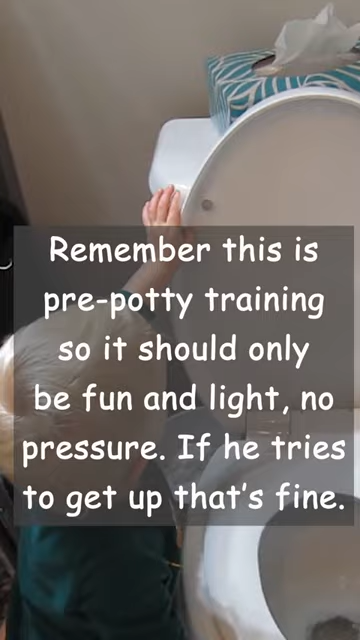 Remember this is
pre-potty training
so it should only
be fun and light, no
pressure. If he tries
to get up that's fine.